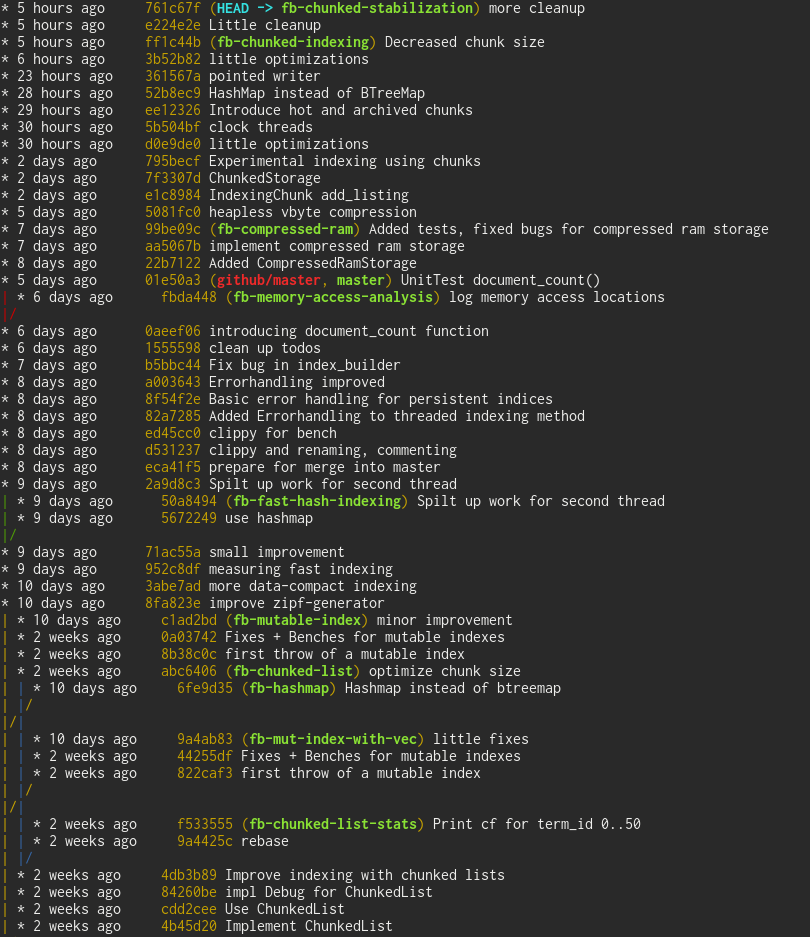 * 5 hours ago     761c67f (HEAD -> fb-chunked-stabilization) more cleanup
* 5 hours ago     e224e2e Little cleanup
* 5 hours ago     ff1c44b (fb-chunked-indexing) Decreased chunk size
* 6 hours ago     3b52b82 little optimizations
* 23 hours ago    361567a pointed writer
* 28 hours ago    52b8ec9 HashMap instead of BTreeMap
* 29 hours ago    ee12326 Introduce hot and archived chunks
* 30 hours ago    5b504bf clock threads
* 30 hours ago    d0e9de0 little optimizations
* 2 days ago      795becf Experimental indexing using chunks
* 2 days ago      7f3307d ChunkedStorage
* 2 days ago      e1c8984 IndexingChunk add_listing
* 5 days ago      5081fc0 heapless vbyte compression
* 7 days ago      99be09c (fb-compressed-ram) Added tests, fixed bugs for compressed ram storage
* 7 days ago      aa5067b implement compressed ram storage
* 8 days ago      22b7122 Added CompressedRamStorage
* 5 days ago      01e50a3 (github/master, master) UnitTest document_count()
| * 6 days ago      fbda448 (fb-memory-access-analysis) log memory access locations
|/
* 6 days ago      0aeef06 introducing document_count function
* 6 days ago      1555598 clean up todos
* 7 days ago      b5bbc44 Fix bug in index_builder
* 8 days ago      a003643 Errorhandling improved
* 8 days ago      8f54f2e Basic error handling for persistent indices
* 8 days ago      82a7285 Added Errorhandling to threaded indexing method
* 8 days ago      ed45cc0 clippy for bench
* 8 days ago      d531237 clippy and renaming, commenting
* 8 days ago      eca41f5 prepare for merge into master
* 9 days ago      2a9d8c3 Spilt up work for second thread
| * 9 days ago      50a8494 (fb-fast-hash-indexing) Spilt up work for second thread
| * 9 days ago      5672249 use hashmap
|/
* 9 days ago      71ac55a small improvement
* 9 days ago      952c8df measuring fast indexing
* 10 days ago     3abe7ad more data-compact indexing
* 10 days ago     8fa823e improve zipf-generator
| * 10 days ago     c1ad2bd (fb-mutable-index) minor improvement
| * 2 weeks ago     0a03742 Fixes + Benches for mutable indexes
| * 2 weeks ago     8b38c0c first throw of a mutable index
| * 2 weeks ago     abc6406 (fb-chunked-list) optimize chunk size
| | * 10 days ago     6fe9d35 (fb-hashmap) Hashmap instead of btreemap
| |/
|/|
| | * 10 days ago     9a4ab83 (fb-mut-index-with-vec) little fixes
| | * 2 weeks ago     44255df Fixes + Benches for mutable indexes
| | * 2 weeks ago     822caf3 first throw of a mutable index
| |/
|/|
| | * 2 weeks ago     f533555 (fb-chunked-list-stats) Print cf for term_id 0..50
| | * 2 weeks ago     9a4425c rebase
| |/
| * 2 weeks ago     4db3b89 Improve indexing with chunked lists
| * 2 weeks ago     84260be impl Debug for ChunkedList
| * 2 weeks ago     cdd2cee Use ChunkedList
| * 2 weeks ago     4b45d20 Implement ChunkedList